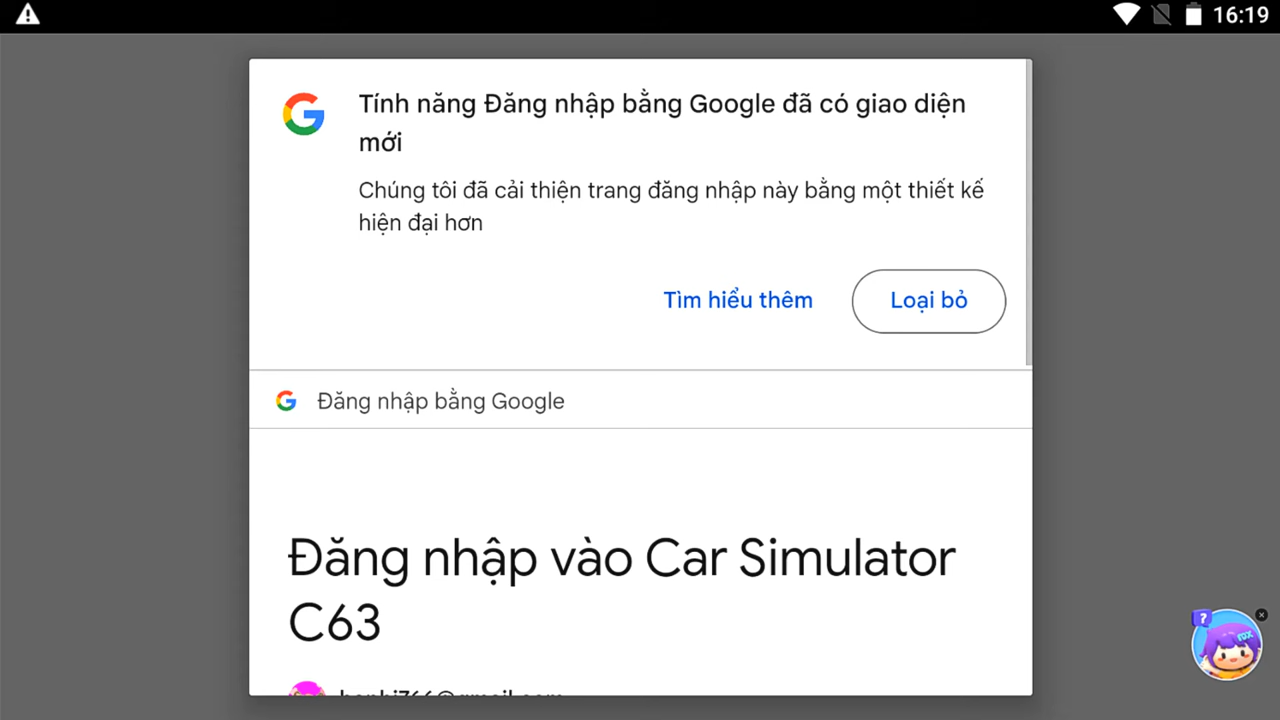 16:19
Tính năng Đăng nhập bằng Google đã có giao diện
mới
Chúng tôi đã cải thiện trang đăng nhập này bằng một thiết kế
hiện đại hơn
Tìm hiểu thêm
Loại bỏ
Đăng nhập bằng Google
Đăng nhập vào Car Simulator
C63
?